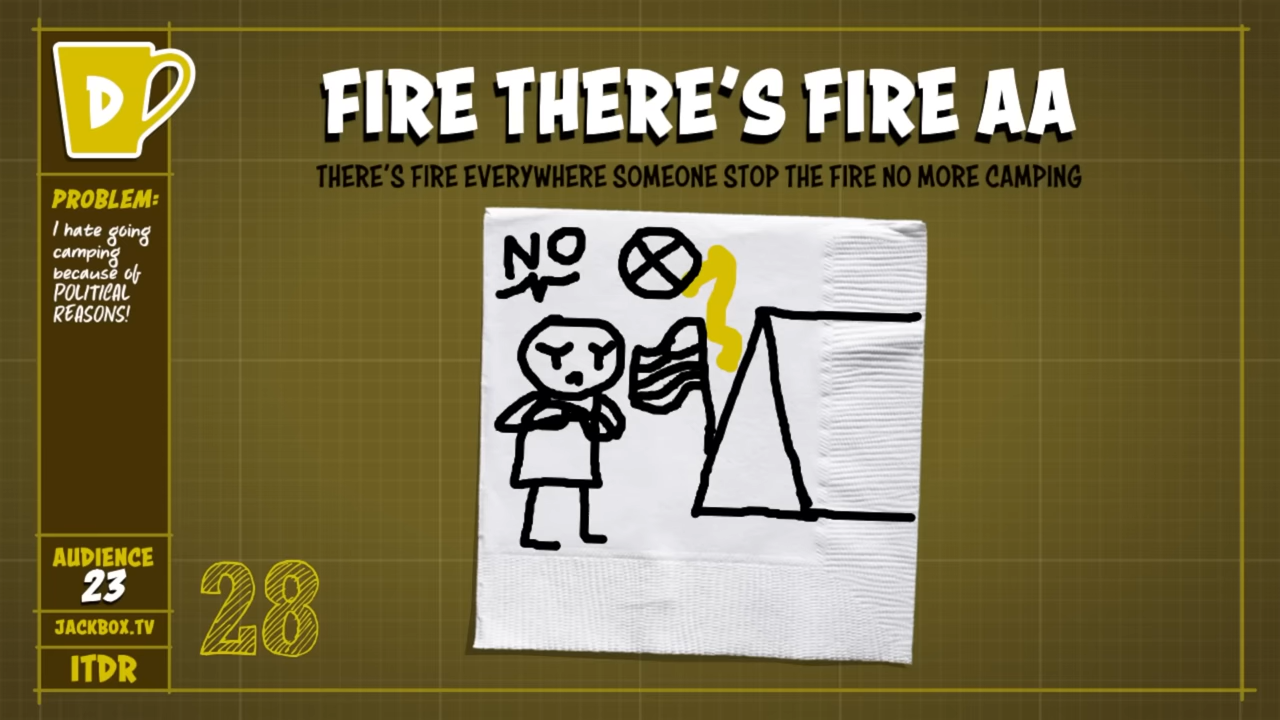 D
FIRE THERE'S FIRE AA
THERE'S FIRE EVERYWHERE SOMEONE STOP THE FIRE NO MORE CAMPING
PROBLEM:
I hate going
camping
because of
POLITICAL
REASONS!
NO
AUDIENCE
23
JACKBOX.TV
ITDR
28